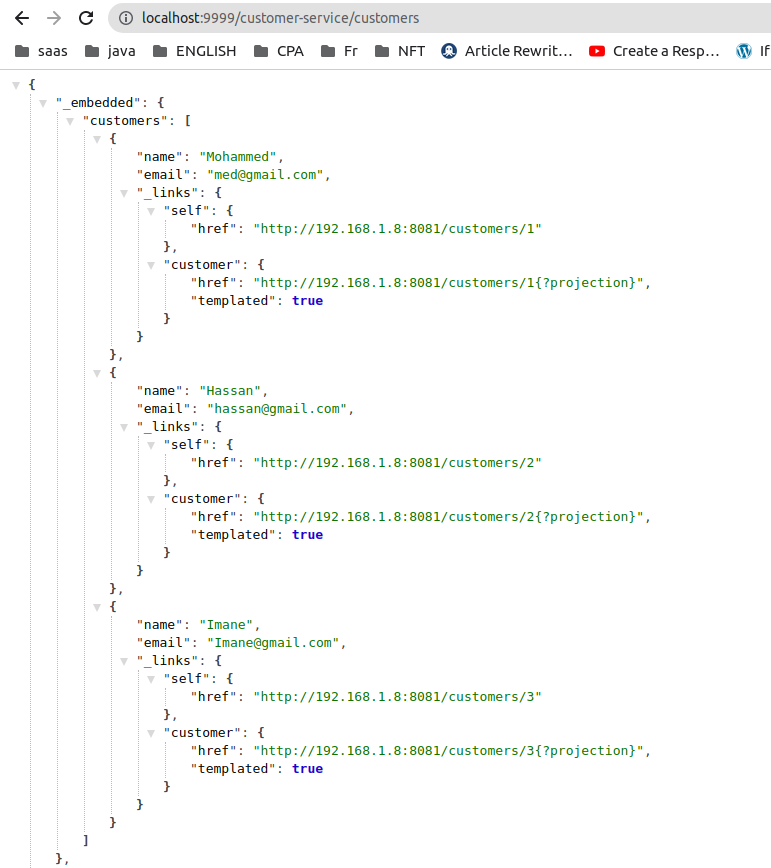 localhost:9999/customer-service/customers
saas java ENGLISH CPA Fr NFT Article Rewrit… Create a Resp… If
{
"_embedded": {
"customers": [
{
"name": "Mohammed",
"email": "med@gmail.com",
"_links": {
"self": {
"href": "http://192.168.1.8:8081/customers/1"
},
"customer": {
"href": "http://192.168.1.8:8081/customers/1{?projection}",
"templated": true
}
}
},
{
"name": "Hassan",
"email": "hassan@gmail.com",
"_links": {
"self": {
"href": "http://192.168.1.8:8081/customers/2"
},
"customer": {
"href": "http://192.168.1.8:8081/customers/2{?projection}",
"templated": true
}
}
},
{
"name": "Imane",
"email": "Imane@gmail.com",
"_links": {
"self": {
"href": "http://192.168.1.8:8081/customers/3"
},
"customer": {
"href": "http://192.168.1.8:8081/customers/3{?projection}",
"templated": true
}
}
}
]
},